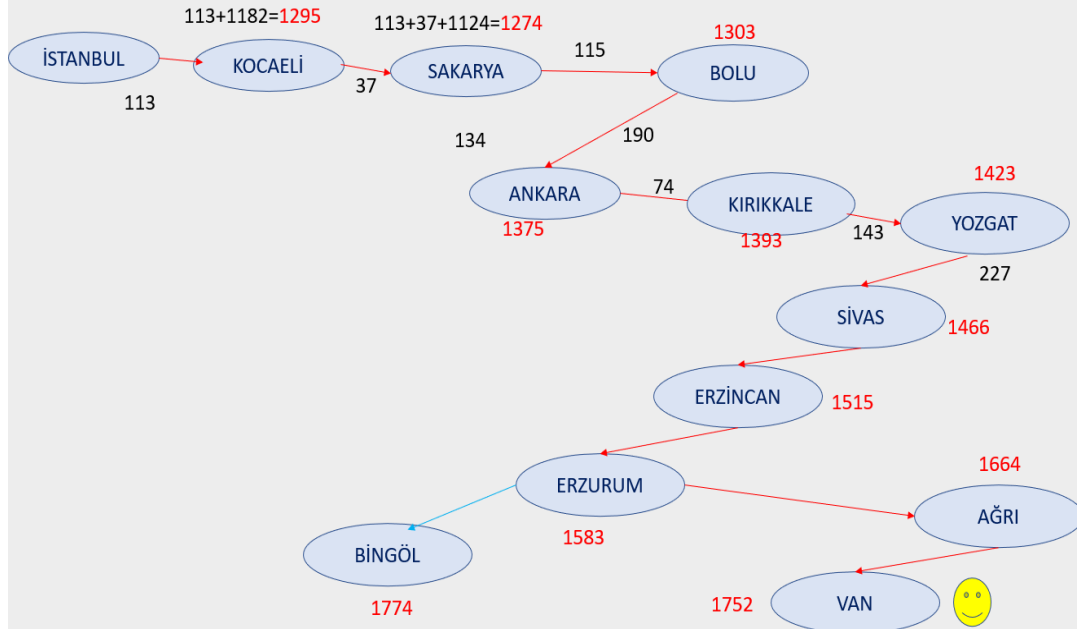 113+1182=1295
113+37+1124=1274
1303
İSTANBUL
KOCAELİ
SAKARYA
115
BOLU
113
37
134
190
ANKARA
74
KIRIKKALE
1423
YOZGAT
1375
1393
143
227
SİVAS
1466
ERZİNCAN
1515
ERZURUM
1664
AĞRI
1583
BİNGÖL
1774
1752
VAN